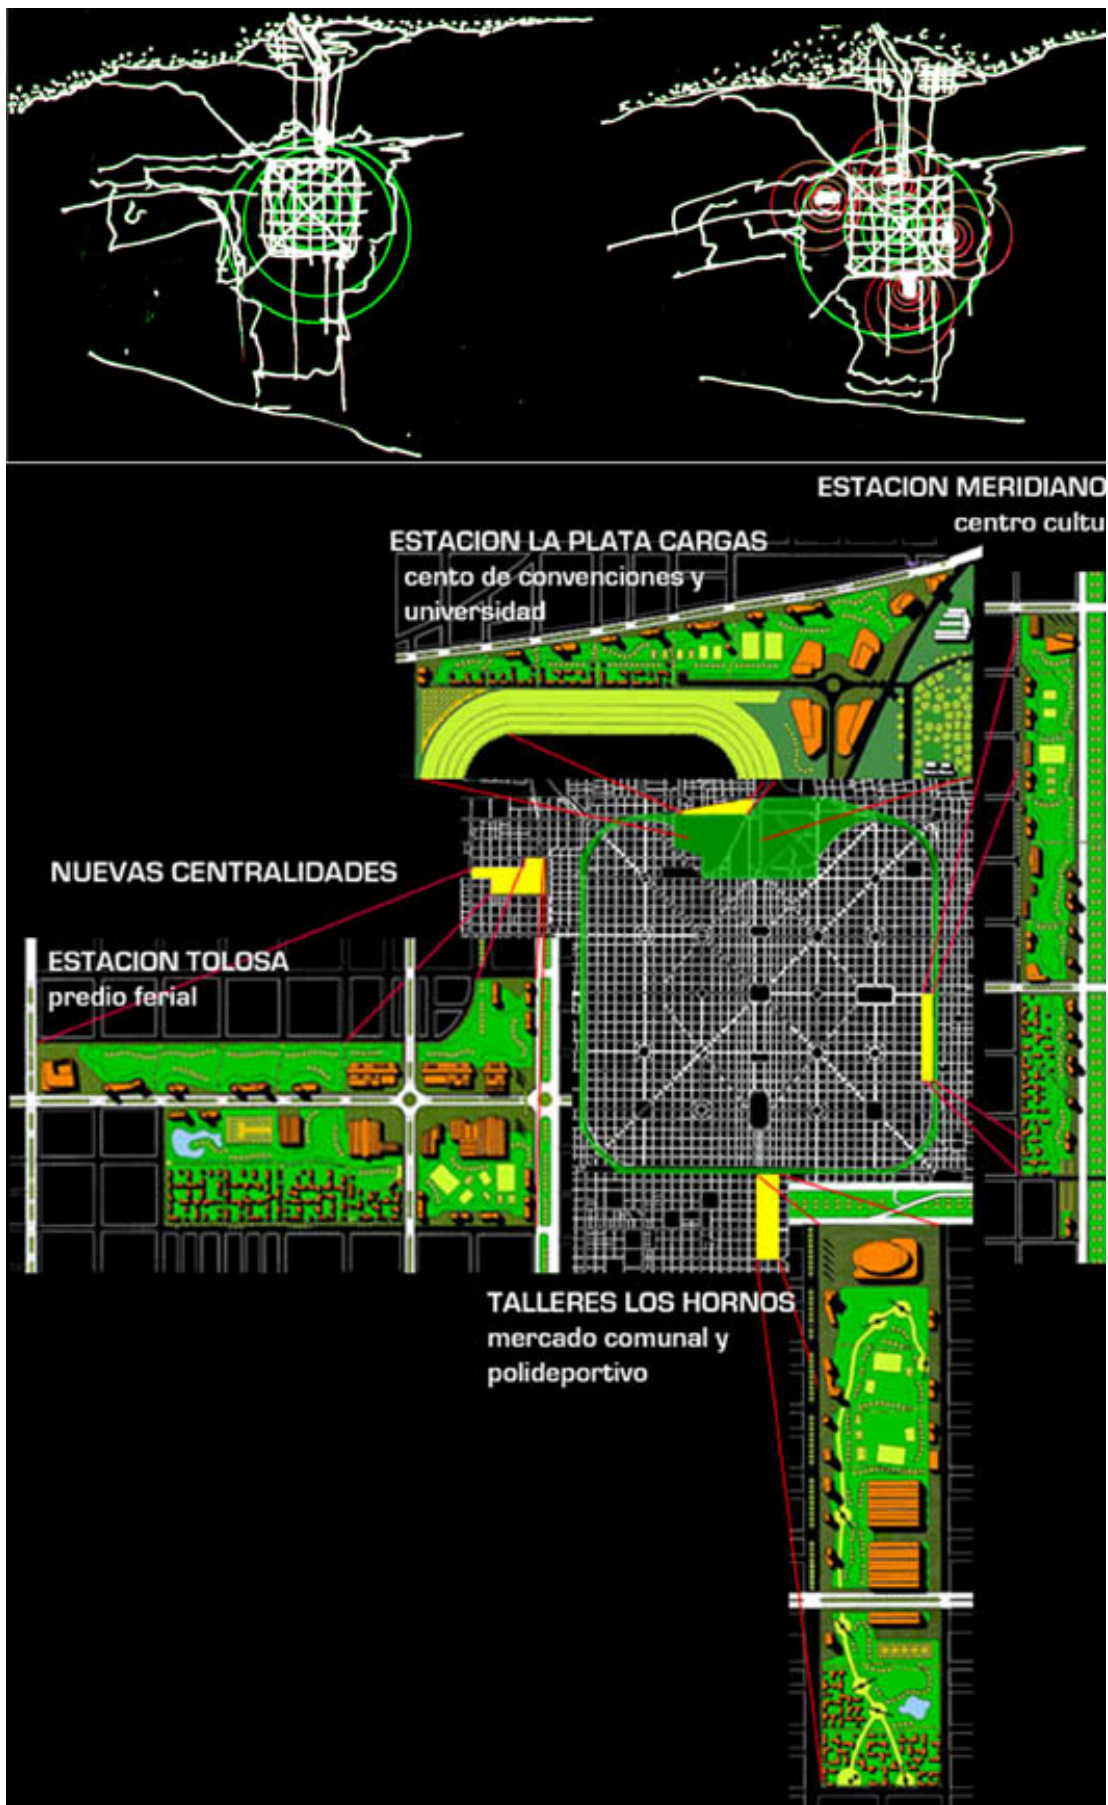 ESTACION MERIDIANO
centro cultu
ESTACION LA PLATA CARGAS
cento de convenciones y
universidad
NUEVAS CENTRALIDADES
ESTACION TOLOSA
predio ferial
TALLERES LOS HORNOS
mercado comunal y
polideportivo